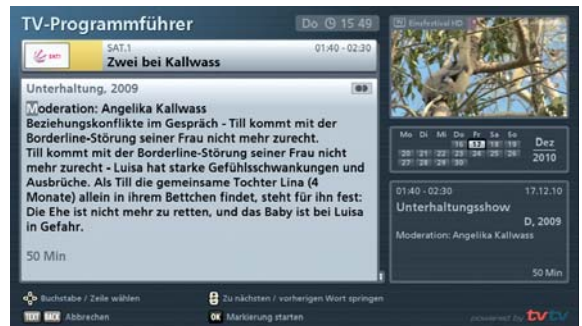 TV-Programmführer
Do 15 49
SAT.1
01:40 - 02:30
Zwei bei Kallwass
Unterhaltung, 2009
Moderation: Angelika Kallwass
Beziehungskonflikte im Gespräch - Till kommt mit der
Borderline-Störung seiner Frau nicht mehr zurecht.
Till kommt mit der Borderline-Störung seiner Frau nicht
mehr zurecht - Luisa hat starke Gefühlsschwankungen und
Ausbrüche. Als Till die gemeinsame Tochter Lina (4
Monate) allein in ihrem Bettchen findet, steht für ihn fest:
Die Ehe ist nicht mehr zu retten, und das Baby ist bei Luisa
in Gefahr.
50 Min
Einsfestival HD
Mo Di Mi Do Fr Sa So
16 17 18 19
20 21 22 23 24 25 26
27 28 29 30
Dez
2010
01:40 - 02:30 17.12.10
Unterhaltungsshow
D, 2009
Moderation: Angelika Kallwass
50 Min
Buchstabe / Zeile wählen
Zu nächsten / vorherigen Wort springen
TEXT BACK Abbrechen
OK Markierung starten
powered by tvtv